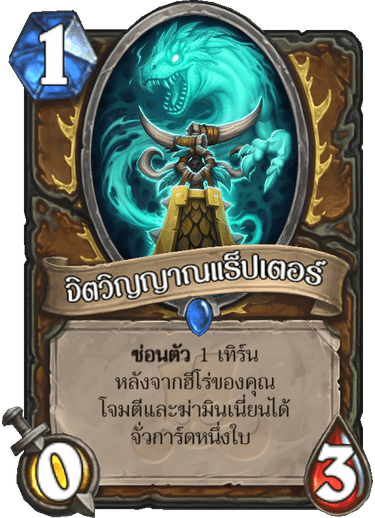 1
จิตวิญญาณแร็ปเตอร์
ซ่อนตัว 1 เทิร์น
หลังจากฮีโร่ของคุณ
โจมตีและฆ่ามินเนี่ยนได้
จั่วการ์ดหนึ่งใบ
0
3